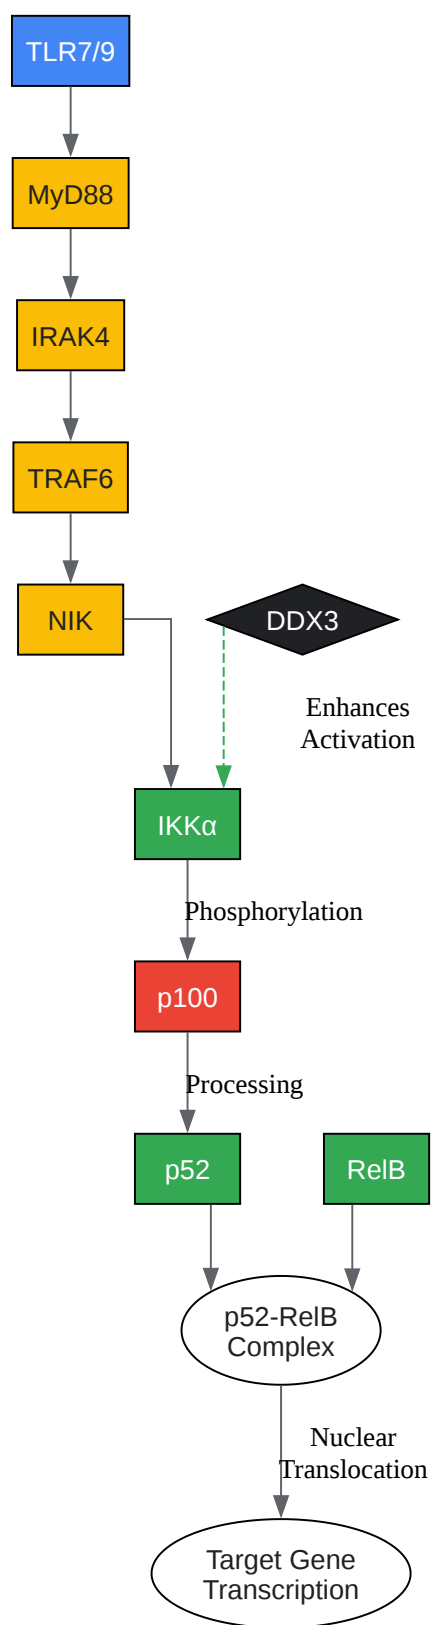 TLR7/9
MyD88
IRAK4
TRAF6
NIK
DDX3
Enhances
Activation
IKKα
Phosphorylation
p100
Processing
p52
RelB
p52-RelB
Complex
Nuclear
Translocation
Target Gene
Transcription